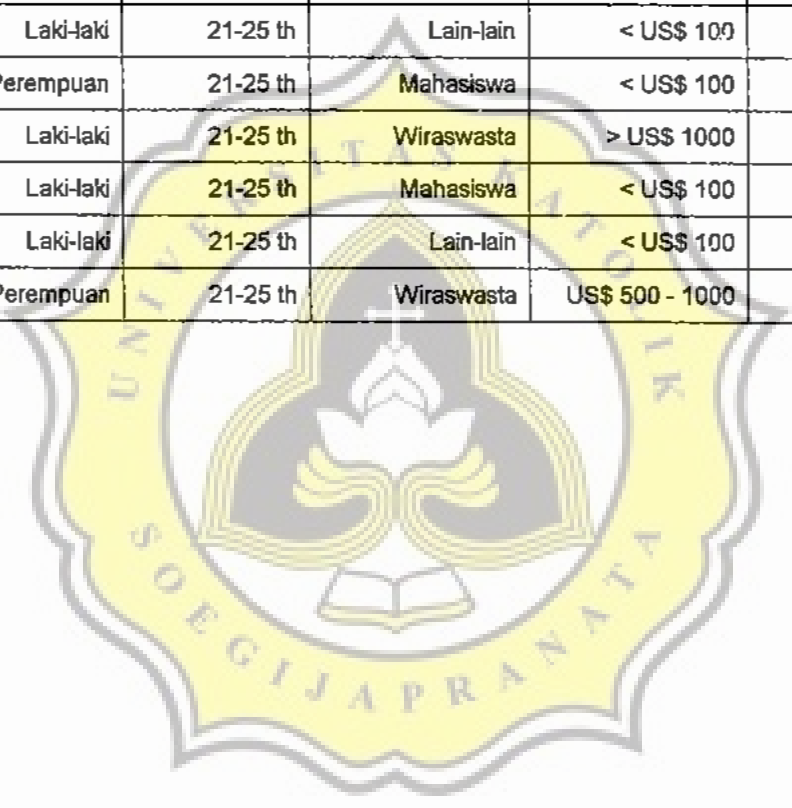 Laki-laki 21-25 th Lain-lain < US$ 100
Perempuan 21-25 th Mahasiswa < US$ 100
Laki-laki 21-25 th Wiraswasta > US$ 1000
Laki-laki 21-25 th Mahasiswa < US$ 100
Laki-laki 21-25 th Lain-lain < US$ 100
Perempuan 21-25 th Wiraswasta US$ 500 - 1000
UNIVERSITAS KATOLIK
SOEGIJAPRANATA